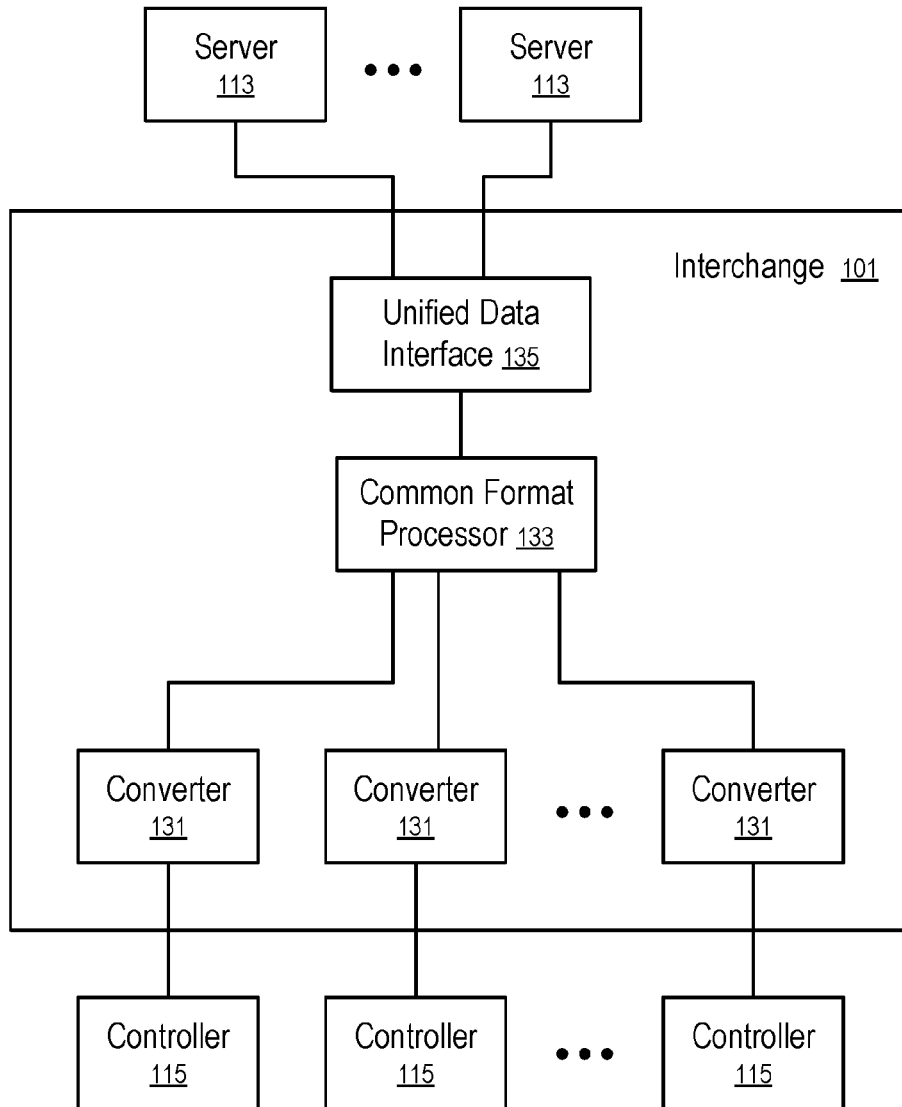 Server
113
Server
113
Interchange 101
Unified Data
Interface 135
Common Format
Processor 133
Converter
131
Converter
131
Converter
131
Controller
115
Controller
115
Controller
115